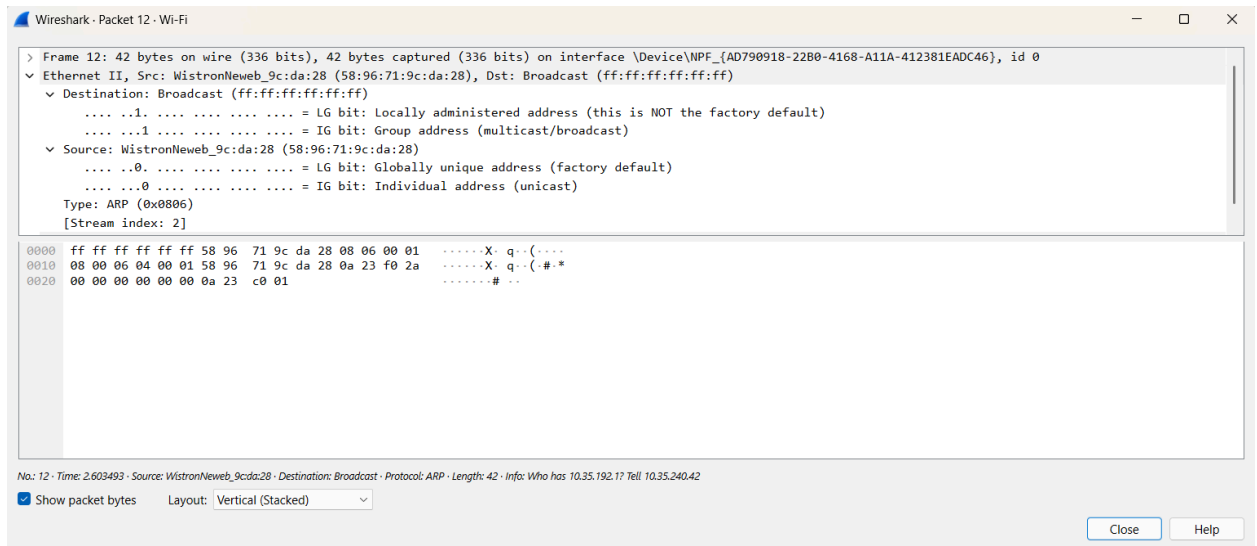 Wireshark · Packet 12 · Wi-Fi
Frame 12: 42 bytes on wire (336 bits), 42 bytes captured (336 bits) on interface \Device\NPF_{AD790918-22B0-4168-A11A-412381EADC46}, id 0
Ethernet II, Src: WistronNeweb_9c:da:28 (58:96:71:9c:da:28), Dst: Broadcast (ff:ff:ff:ff:ff:ff)
Destination: Broadcast (ff:ff:ff:ff:ff:ff)
.... ..1. .... .... .... .... = LG bit: Locally administered address (this is NOT the factory default)
.... ...1 .... .... .... .... = IG bit: Group address (multicast/broadcast)
Source: WistronNeweb_9c:da:28 (58:96:71:9c:da:28)
.... ..0. .... .... .... .... = LG bit: Globally unique address (factory default)
.... ...0 .... .... .... .... = IG bit: Individual address (unicast)
Type: ARP (0x0806)
[Stream index: 2]
0000 ff ff ff ff ff ff 58 96 71 9c da 28 08 06 00 01 ······X· q··(····
0010 08 00 06 04 00 01 58 96 71 9c da 28 0a 23 f0 2a ······X· q··(·#·*
0020 00 00 00 00 00 00 0a 23 c0 01 ·······# ··
No.: 12 · Time: 2.603493 · Source: WistronNeweb_9c:da:28 · Destination: Broadcast · Protocol: ARP · Length: 42 · Info: Who has 10.35.192.1? Tell 10.35.240.42
Show packet bytes Layout: Vertical (Stacked)
Close Help